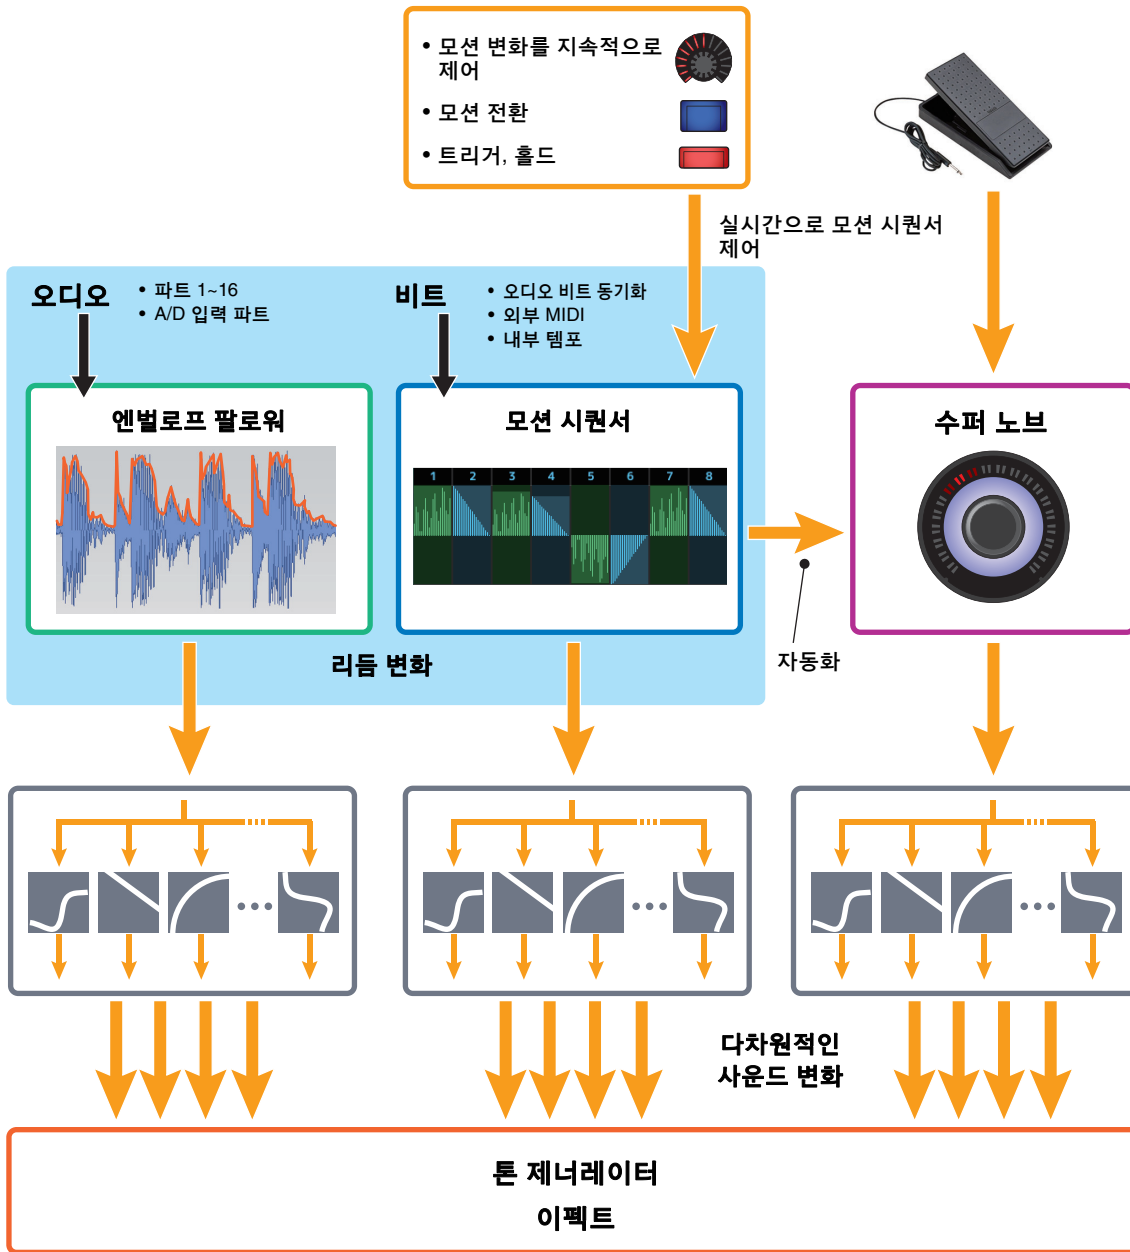 • 모션 변화를 지속적으로
제어
• 모션 전환
• 트리거, 홀드
실시간으로 모션 시퀀서
제어
오디오
• 파트 1~16
• A/D 입력 파트
비트
• 오디오 비트 동기화
• 외부 MIDI
• 내부 템포
엔벌로프 팔로워
모션 시퀀서
1 2 3 4 5 6 7 8
수퍼 노브
자동화
리듬 변화
다차원적인
사운드 변화
톤 제너레이터
이펙트